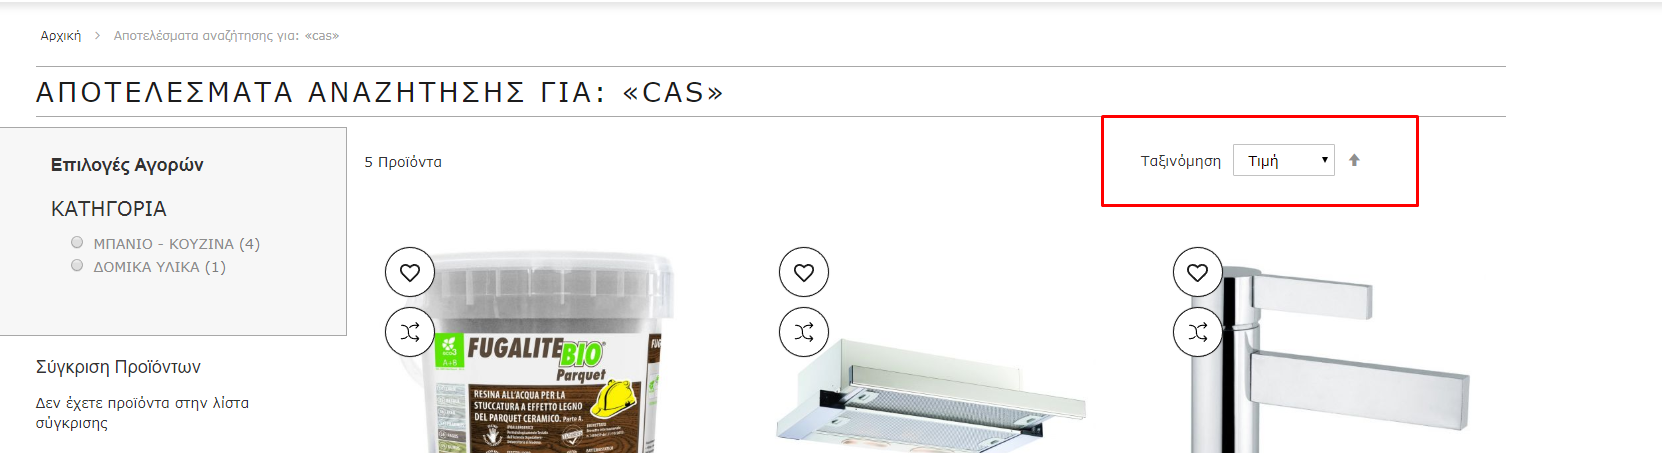 Αρχική > Αποτελέσματα αναζήτησης για: «cas»
ΑΠΟΤΕΛΕΣΜΑΤΑ ΑΝΑΖΗΤΗΣΗΣ ΓΙΑ: «CAS»
Επιλογές Αγορών
ΚΑΤΗΓΟΡΙΑ
ΜΠΑΝΙΟ - ΚΟΥΖΙΝΑ (4)
ΔΟΜΙΚΑ ΥΛΙΚΑ (1)
Σύγκριση Προϊόντων
Δεν έχετε προϊόντα στην λίστα
σύγκρισης
5 Προϊόντα
Ταξινόμηση Τιμή
A+B
FUGALITE BIO®
Parquet
RESINA ALL'ACQUA PER LA
STUCCATURA A EFFETTO LEGNO
DEL PARQUET CERAMICO. Parte A.